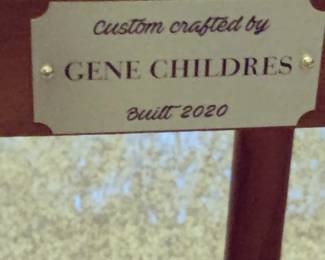 Custom crafted by
GENE CHILDRES
Built 2020